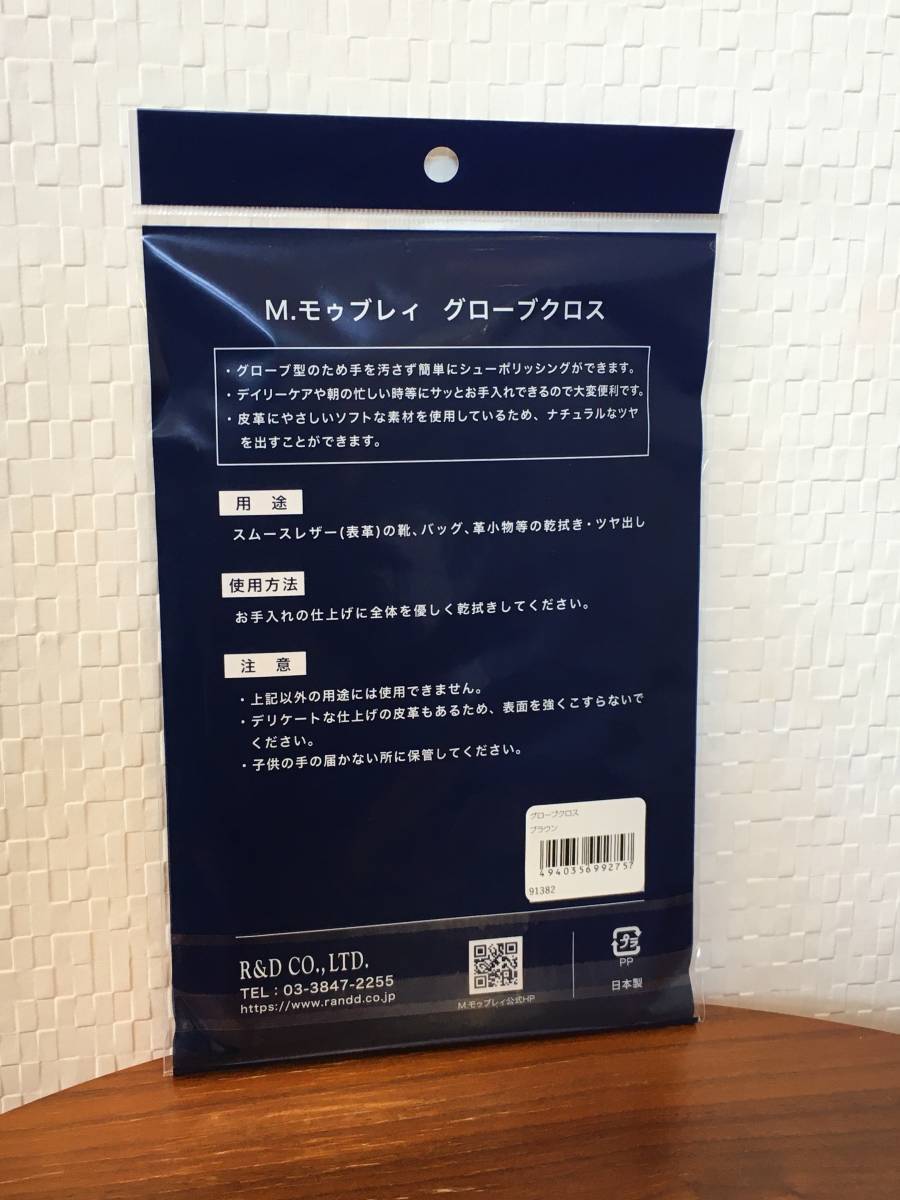 M.モゥブレィ グローブクロス
・グローブ型のため手を汚さず簡単にシューポリッシングができます。
・デイリーケアや朝の忙しい時等にサッとお手入れできるので大変便利です。
・皮革にやさしいソフトな素材を使用しているため、ナチュラルなツヤ
を出すことができます。
用 途
スムースレザー(表革)の靴、バッグ、革小物等の乾拭き・ツヤ出し
使用方法
お手入れの仕上げに全体を優しく乾拭きしてください。
注 意
・上記以外の用途には使用できません。
・デリケートな仕上げの皮革もあるため、表面を強くこすらないで
ください。
・子供の手の届かない所に保管してください。
グローブクロス
ブラウン
4940356992757
91382
R&D CO., LTD.
TEL : 03-3847-2255
https://www.randd.co.jp
M.モゥブレィ公式HP
プラ
PP
日本製